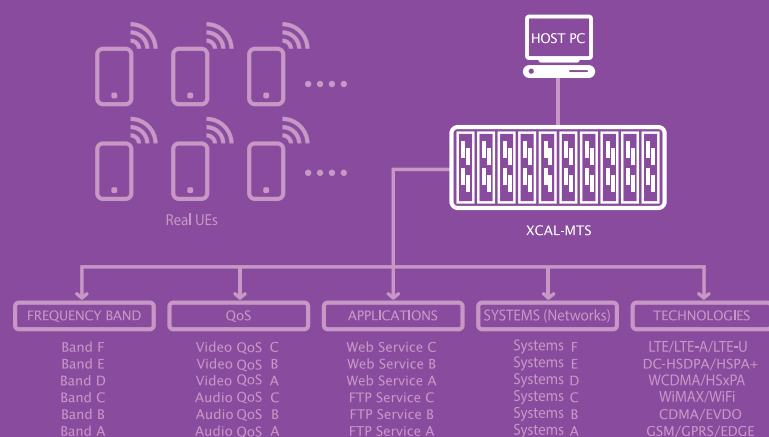 HOST PC
Real UEs
XCAL-MTS
FREQUENCY BAND
Band F
Band E
Band D
Band C
Band B
Band A
QoS
Video QoS C
Video QoS B
Video QoS A
Audio QoS C
Audio QoS B
Audio QoS A
APPLICATIONS
Web Service C
Web Service B
Web Service A
FTP Service C
FTP Service B
FTP Service A
SYSTEMS (Networks)
Systems F
Systems E
Systems D
Systems C
Systems B
Systems A
TECHNOLOGIES
LTE/LTE-A/LTE-U
DC-HSDPA/HSPA+
WCDMA/HSxPA
WiMAX/WiFi
CDMA/EVDO
GSM/GPRS/EDGE